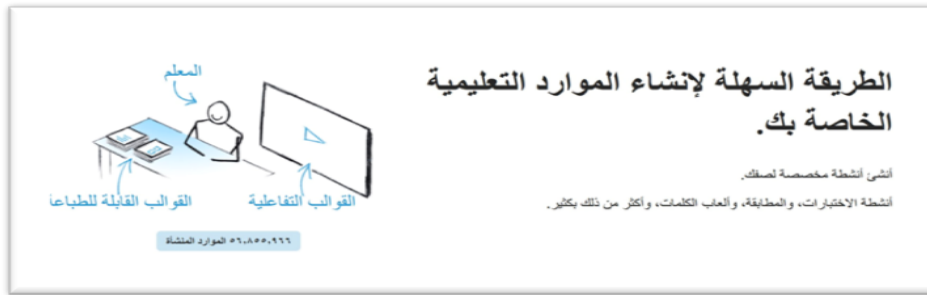 الطريقة السهلة لإنشاء الموارد التعليمية
الخاصة بك.
أنشئ أنشطة مخصصة لصفك.
أنشطة الاختبارات، والمطابقة، وألعاب الكلمات، وأكثر من ذلك بكثير.
المعلم
القوالب التفاعلية
القوالب القابلة للطباعا
٥٦،٨٥٥،٩٦٦ الموارد المنشأة